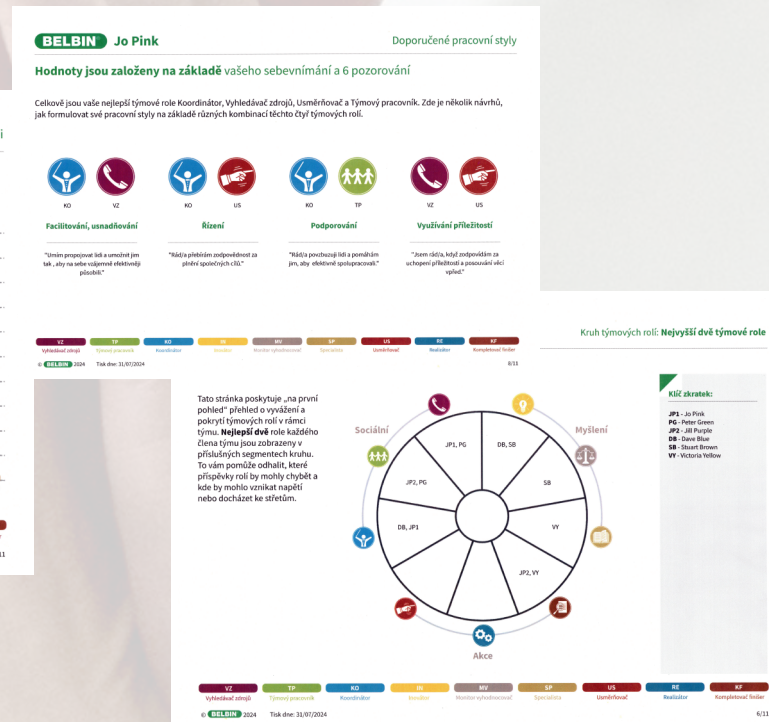 BELBIN® Jo Pink
Doporučené pracovní styly
Hodnoty jsou založeny na základě vašeho sebevnímání a 6 pozorování
Celkově jsou vaše nejlepší týmové role Koordinátor, Vyhledávač zdrojů, Usměrňovač a Týmový pracovník. Zde je několik návrhů,
jak formulovat své pracovní styly na základě různých kombinací těchto čtyř týmových rolí.
KO VZ
KO US
KO TP
VZ US
Facilitování, usnadňování
Řízení
Podporování
Využívání příležitostí
"Umím propojovat lidi a umožnit jim
tak , aby na sebe vzájemně efektivněji
působili."
"Rád/a přebírám zodpovědnost za
plnění společných cílů."
"Rád/a povzbuzuji lidi a pomáhám
jim, aby efektivně spolupracovali."
"Jsem rád/a, když zodpovídám za
uchopení příležitostí a posouvání věcí
vpřed."
VZ TP KO IN MV SP US RE KF
Vyhledávač zdrojů Týmový pracovník Koordinátor Inovátor Monitor vyhodnocovač Specialista Usměrňovač Realizátor Kompletovač finišer
© BELBIN® 2024 Tisk dne: 31/07/2024
8/11
i
11
Kruh týmových rolí: Nejvyšší dvě týmové role
Tato stránka poskytuje „na první
pohled" přehled o vyvážení a
pokrytí týmových rolí v rámci
týmu. Nejlepší dvě role každého
člena týmu jsou zobrazeny v
příslušných segmentech kruhu.
To vám pomůže odhalit, které
příspěvky rolí by mohly chybět a
kde by mohlo vznikat napětí
nebo docházet ke střetům.
Sociální
Myšlení
Akce
JP1, PG
DB, SB
JP2, PG
SB
DB, JP1
VY
JP2, VY
Klíč zkratek:
JP1 - Jo Pink
PG - Peter Green
JP2 - Jill Purple
DB - Dave Blue
SB - Stuart Brown
VY - Victoria Yellow
VZ TP KO IN MV SP US RE KF
Vyhledávač zdrojů Týmový pracovník Koordinátor Inovátor Monitor vyhodnocovač Specialista Usměrňovač Realizátor Kompletovač finišer
© BELBIN® 2024 Tisk dne: 31/07/2024
6/11